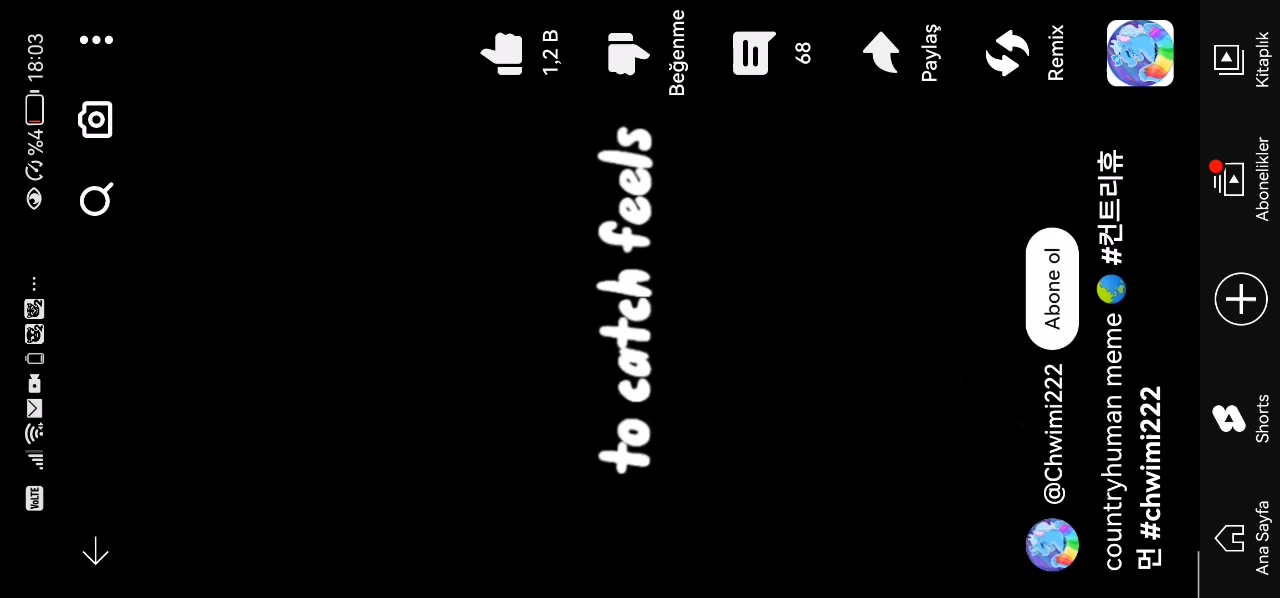 VoLTE
%4 18:03
1,2 B
Beğenme
68
to catch feels
Paylaş
Remix
@Chwimi222 Abone ol
countryhuman meme 🌏 #컨트리휴
먼 #chwimi222
Ana Sayfa Shorts Abonelikler Kitaplık